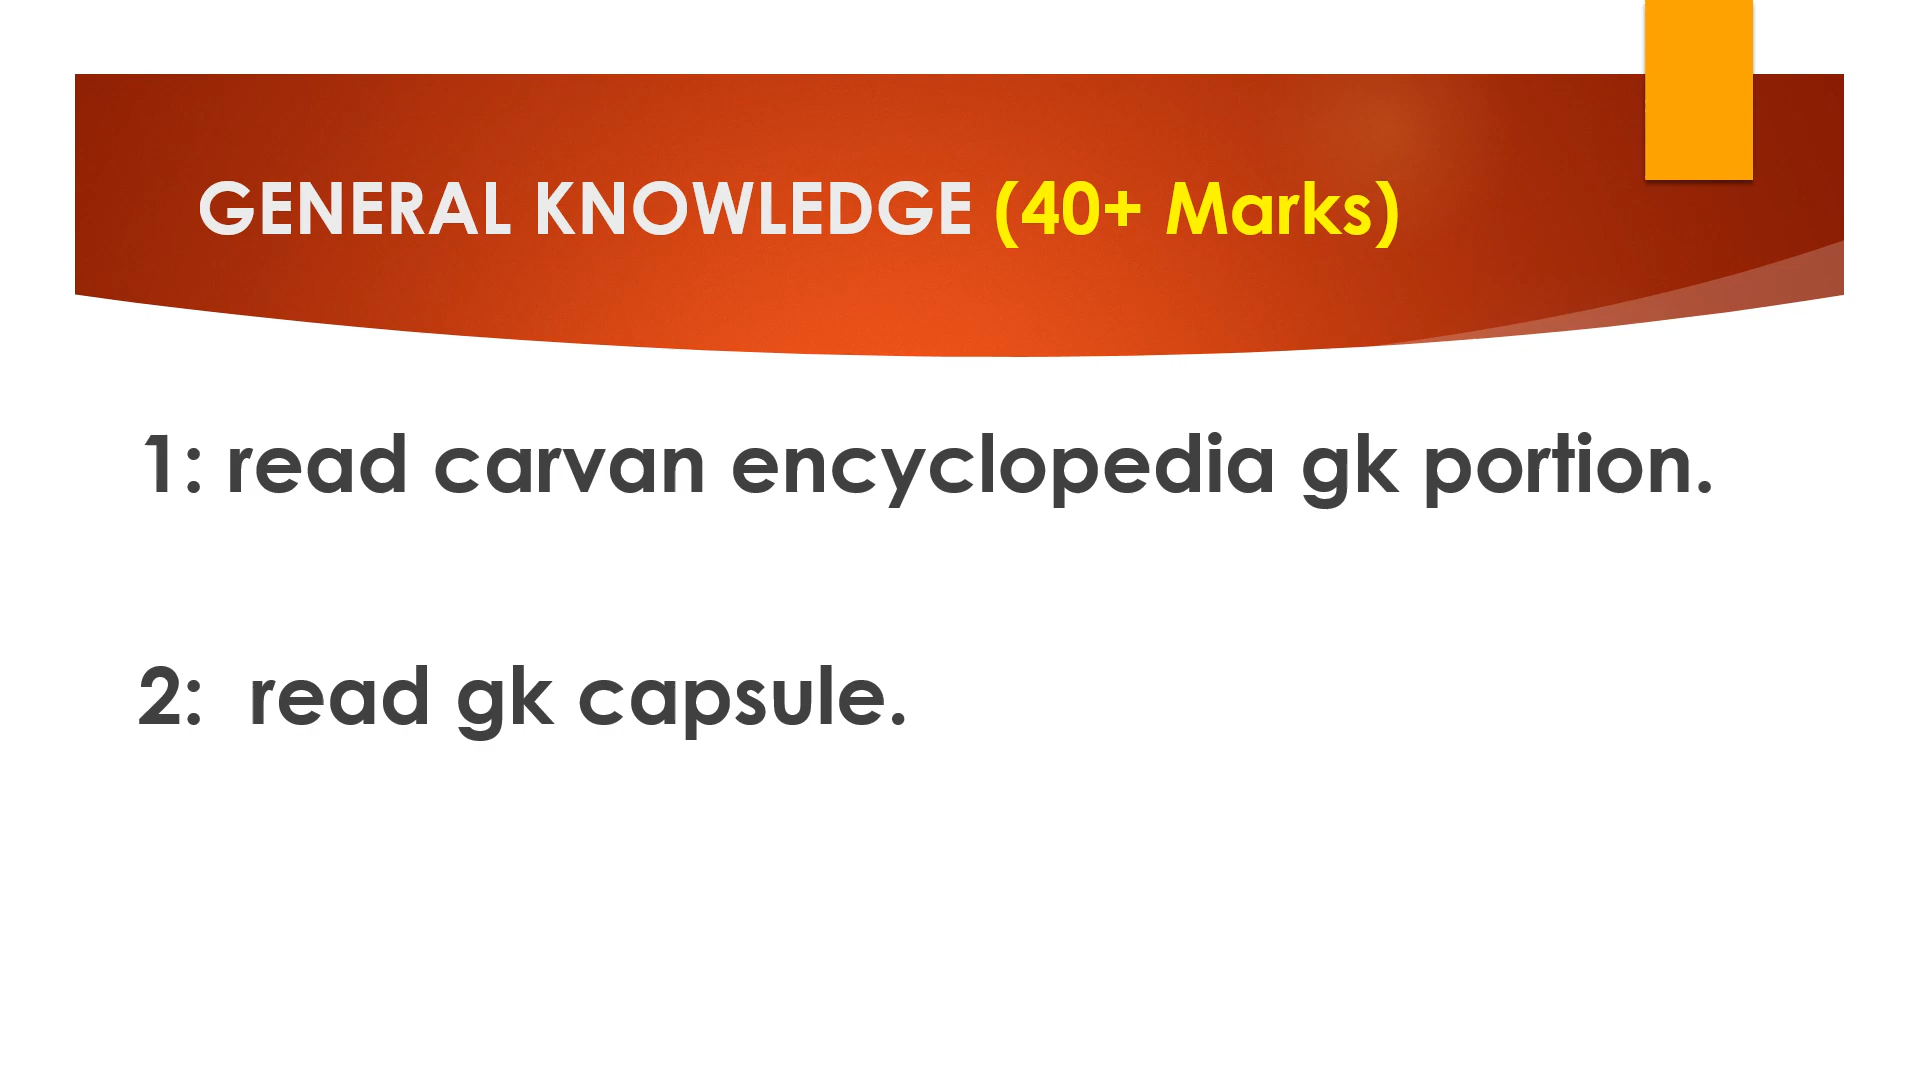 GENERAL KNOWLEDGE (40+ Marks)
1: read carvan encyclopedia gk portion.
2: read gk capsule.